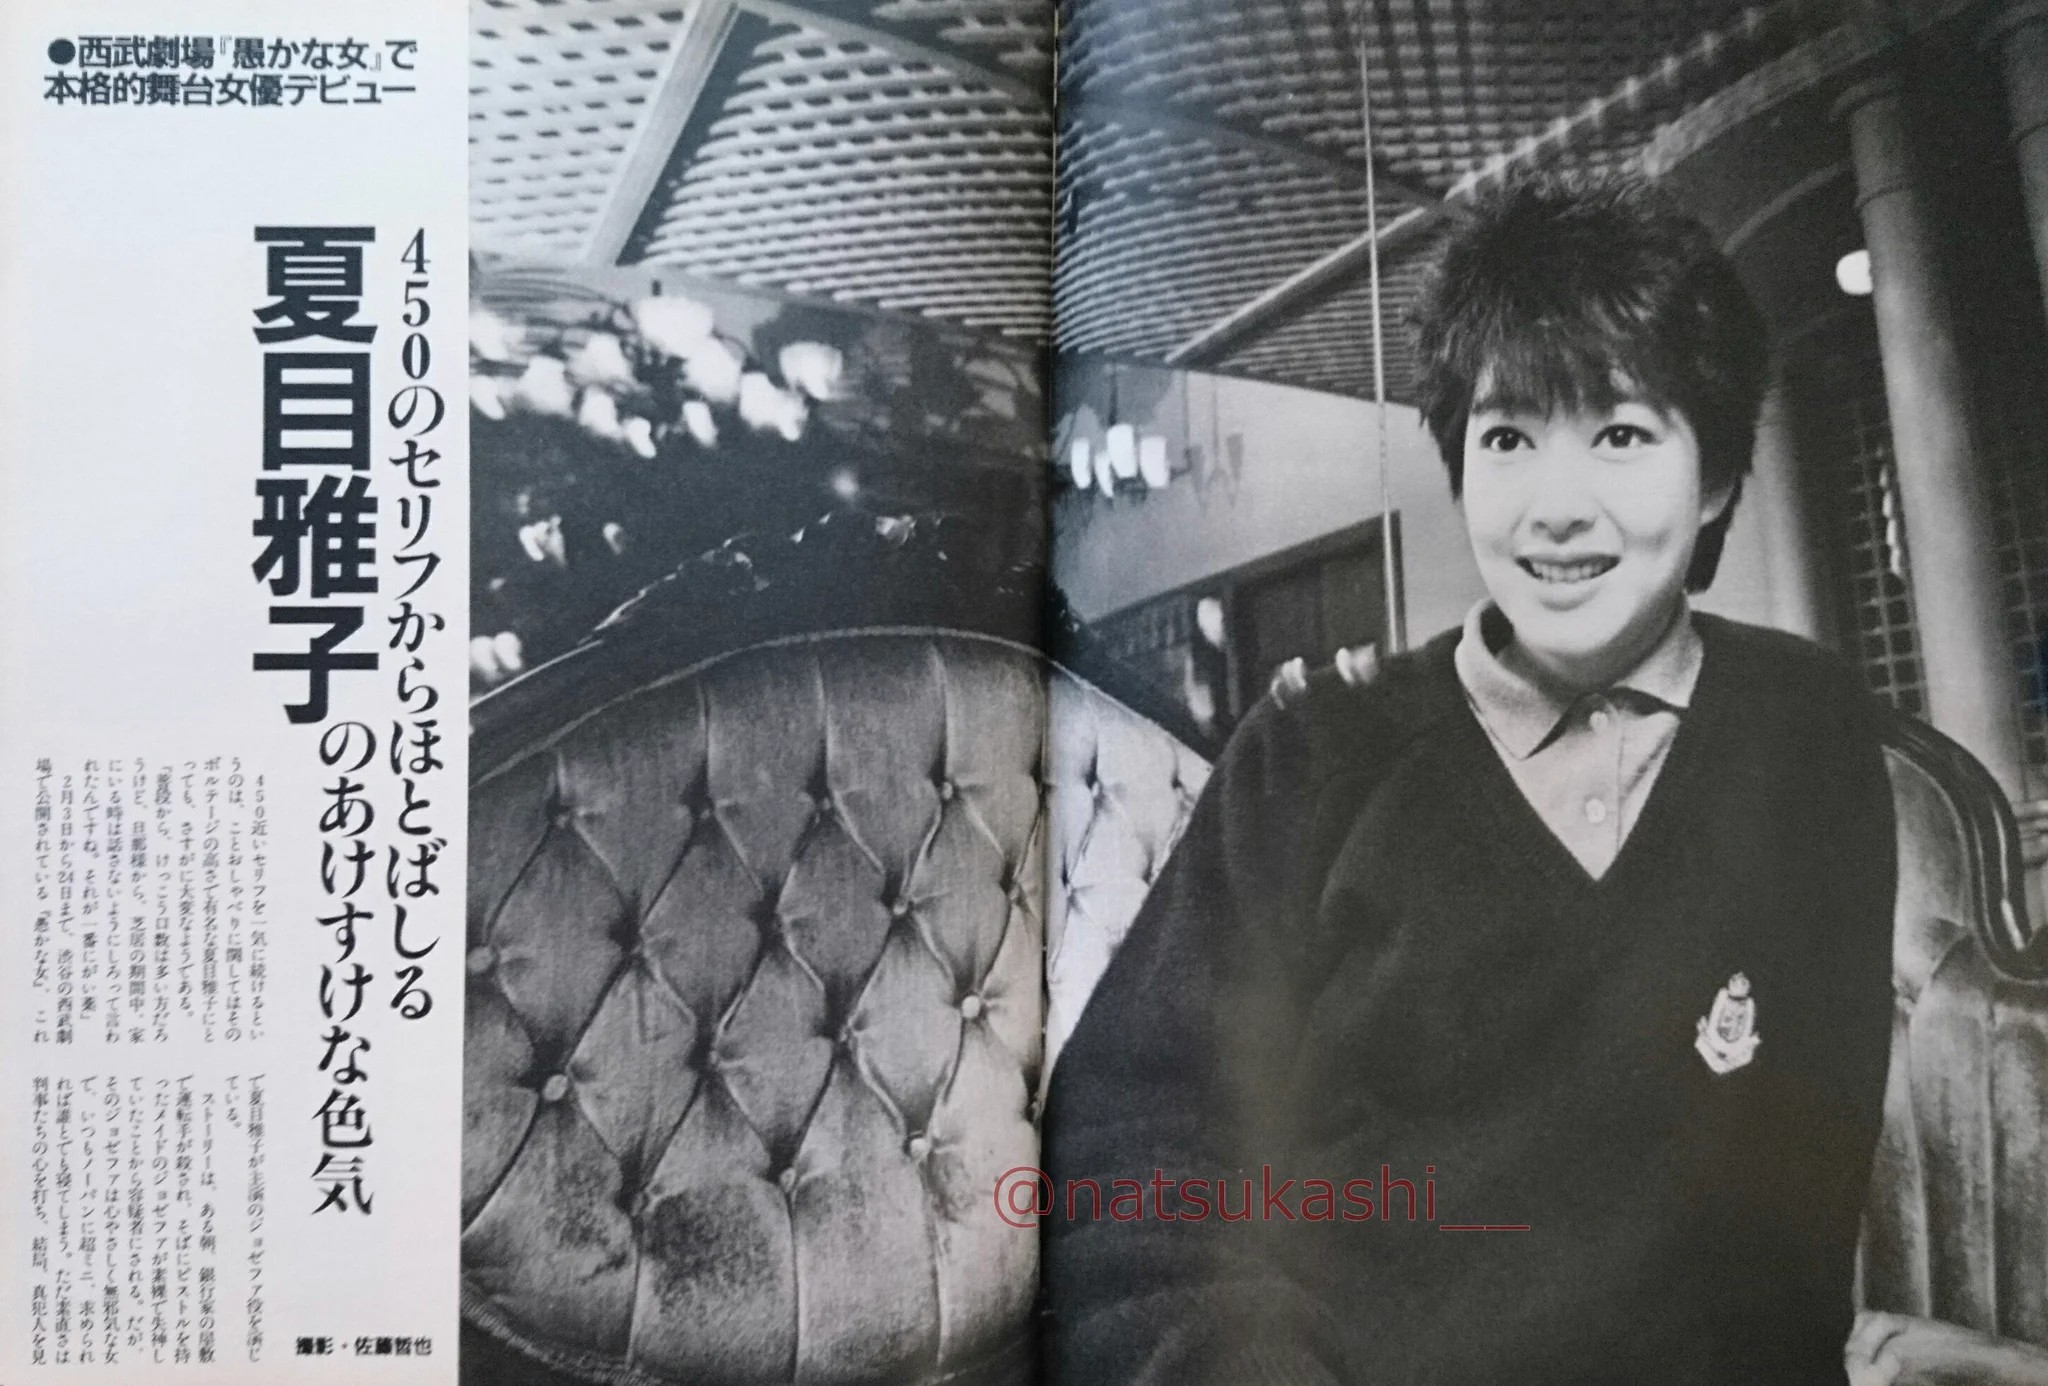 ●西武劇場『愚かな女』で
本格的舞台女優デビュー
450のセリフからほとばしる
夏目雅子のあけすけな色気
450近いセリフを一気に続けるとい
うのは、ことおしゃべりに関してはその
ボルテージの高さで有名な夏目雅子にと
っても、さすがに大変なようである。
「普段から、けっこう口数は多い方だろ
うけど、旦那様から、芝居の期間中、家
にいる時は話さないようにしろって言わ
れたんですね。それが一番にがい薬」
2月3日から24日まで、渋谷の西武劇
場で公開されている『愚かな女』、これ
で夏目雅子が主演のジョゼファ役を演じ
ている。
ストーリーは、ある朝、銀行家の屋敷
で運転手が殺され、そばにピストルを持
ったメイドのジョゼファが素裸で失神し
ていたことから容疑者にされる。だが、
そのジョゼファは心やさしく無邪気な女
で、いつもノーパンに超ミニ、求められ
れば誰とでも寝てしまう。ただ素直さは
判事たちの心を打ち、結局、真犯人を見
撮影・佐藤哲也
@natsukashi__